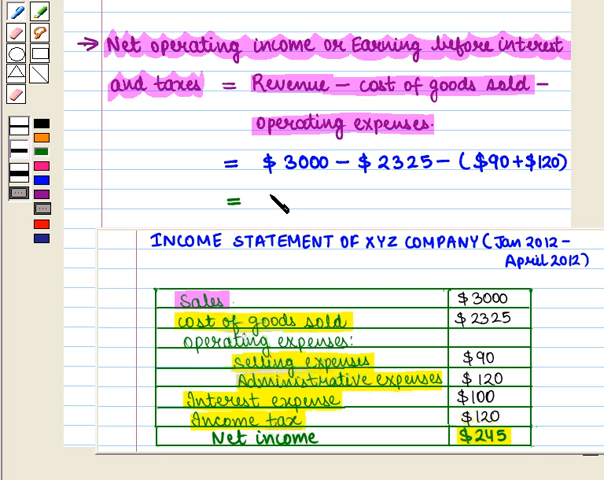 → Net operating income or Earning before interest
and taxes = Revenue - cost of goods sold -
operating expenses.
= $ 3000 - $ 2325 - ($90+$120)
=
INCOME STATEMENT OF XYZ COMPANY (Jan 2012 -
April 2012)
Sales $3000
cost of goods sold $2325
operating expenses:
Selling expenses $90
Administrative expenses $120
Interest expense $100
Income tax $120
Net income $245